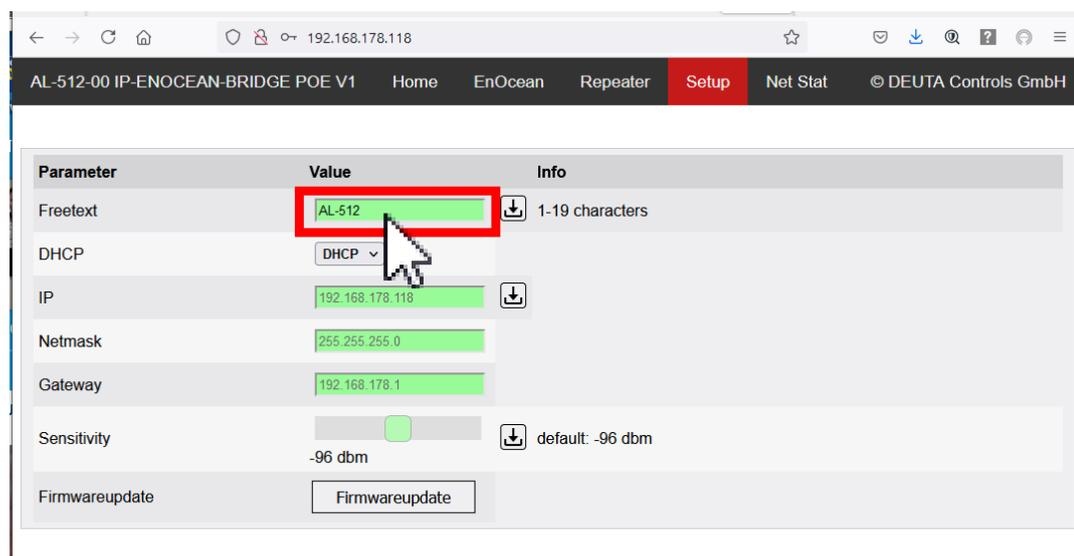 192.168.178.118
AL-512-00 IP-ENOCEAN-BRIDGE POE V1 Home EnOcean Repeater Setup Net Stat © DEUTA Controls GmbH
Parameter Value Info
Freetext AL-512 1-19 characters
DHCP DHCP
IP 192.168.178.118
Netmask 255.255.255.0
Gateway 192.168.178.1
Sensitivity default: -96 dbm
-96 dbm
Firmwareupdate Firmwareupdate